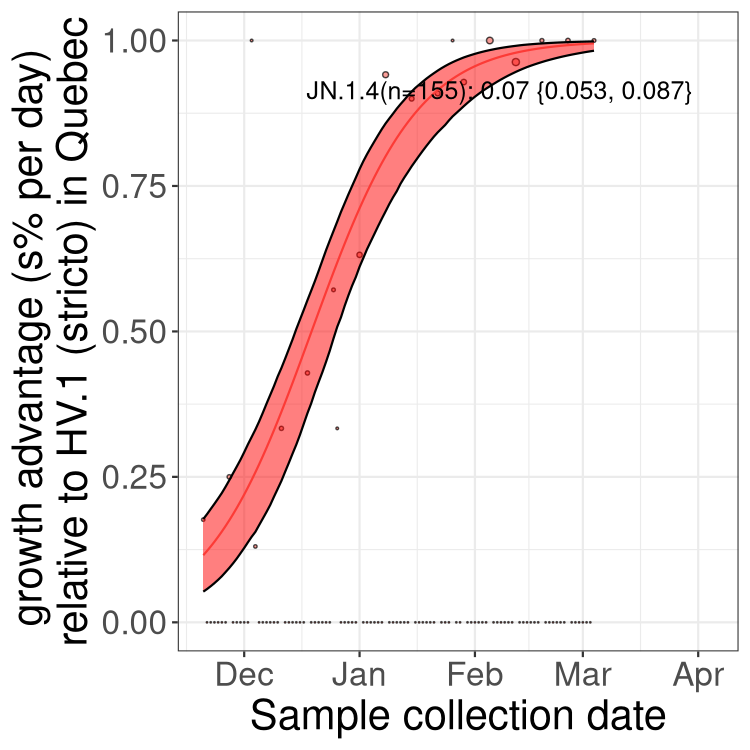 growth advantage (s% per day)
relative to HV.1 (stricto) in Quebec
1.00
0.75
0.50
0.25
0.00
JN.1.4(n=155): 0.07 {0.053, 0.087}
Dec Jan Feb Mar Apr
Sample collection date